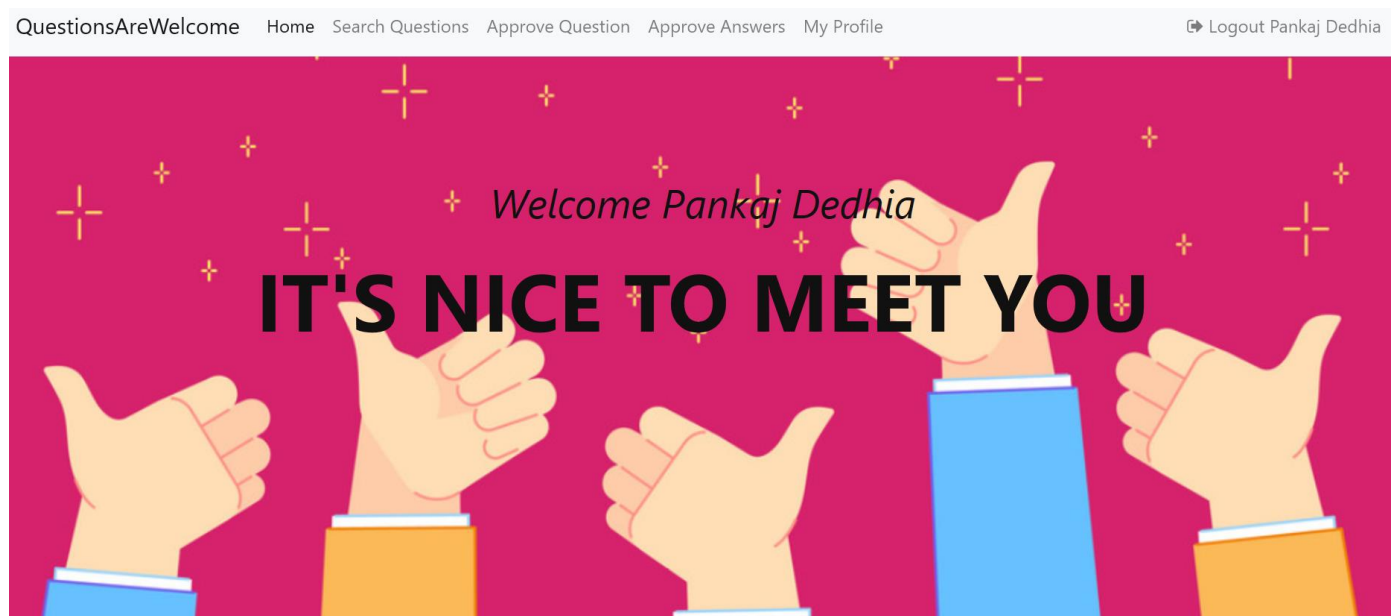 QuestionsAreWelcome Home Search Questions Approve Question Approve Answers My Profile Logout Pankaj Dedhia
Welcome Pankaj Dedhia
IT'S NICE TO MEET YOU